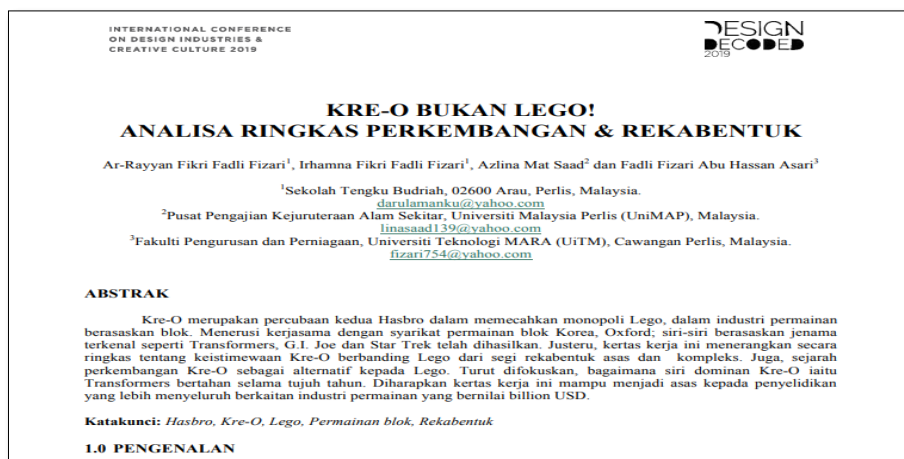 INTERNATIONAL CONFERENCE
ON DESIGN INDUSTRIES &
CREATIVE CULTURE 2019
DESIGN
DECODED
2019
KRE-O BUKAN LEGO!
ANALISA RINGKAS PERKEMBANGAN & REKABENTUK
Ar-Rayyan Fikri Fadli Fizari1, Irhamna Fikri Fadli Fizari1, Azlina Mat Saad2 dan Fadli Fizari Abu Hassan Asari3
1Sekolah Tengku Budriah, 02600 Arau, Perlis, Malaysia.
darulamanku@yahoo.com
2Pusat Pengajian Kejuruteraan Alam Sekitar, Universiti Malaysia Perlis (UniMAP), Malaysia.
linasaad139@yahoo.com
3Fakulti Pengurusan dan Perniagaan, Universiti Teknologi MARA (UiTM), Cawangan Perlis, Malaysia.
fizari754@yahoo.com
ABSTRAK
Kre-O merupakan percubaan kedua Hasbro dalam memecahkan monopoli Lego, dalam industri permainan
berasaskan blok. Menerusi kerjasama dengan syarikat permainan blok Korea, Oxford; siri-siri berasaskan jenama
terkenal seperti Transformers, G.I. Joe dan Star Trek telah dihasilkan. Justeru, kertas kerja ini menerangkan secara
ringkas tentang keistimewaan Kre-O berbanding Lego dari segi rekabentuk asas dan kompleks. Juga, sejarah
perkembangan Kre-O sebagai alternatif kepada Lego. Turut difokuskan, bagaimana siri dominan Kre-O iaitu
Transformers bertahan selama tujuh tahun. Diharapkan kertas kerja ini mampu menjadi asas kepada penyelidikan
yang lebih menyeluruh berkaitan industri permainan yang bernilai billion USD.
Katakunci: Hasbro, Kre-O, Lego, Permainan blok, Rekabentuk
1.0 PENGENALAN